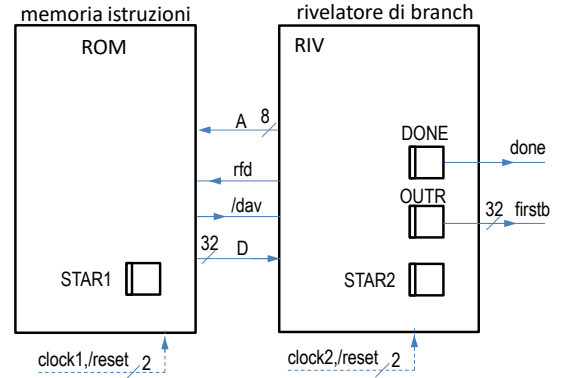 memoria istruzioni
rivelatore di branch
ROM
RIV
A 8
DONE
done
rfd
OUTR
/dav
32 firstb
32 D
STAR1
STAR2
clock1,/reset 2
clock2,/reset 2